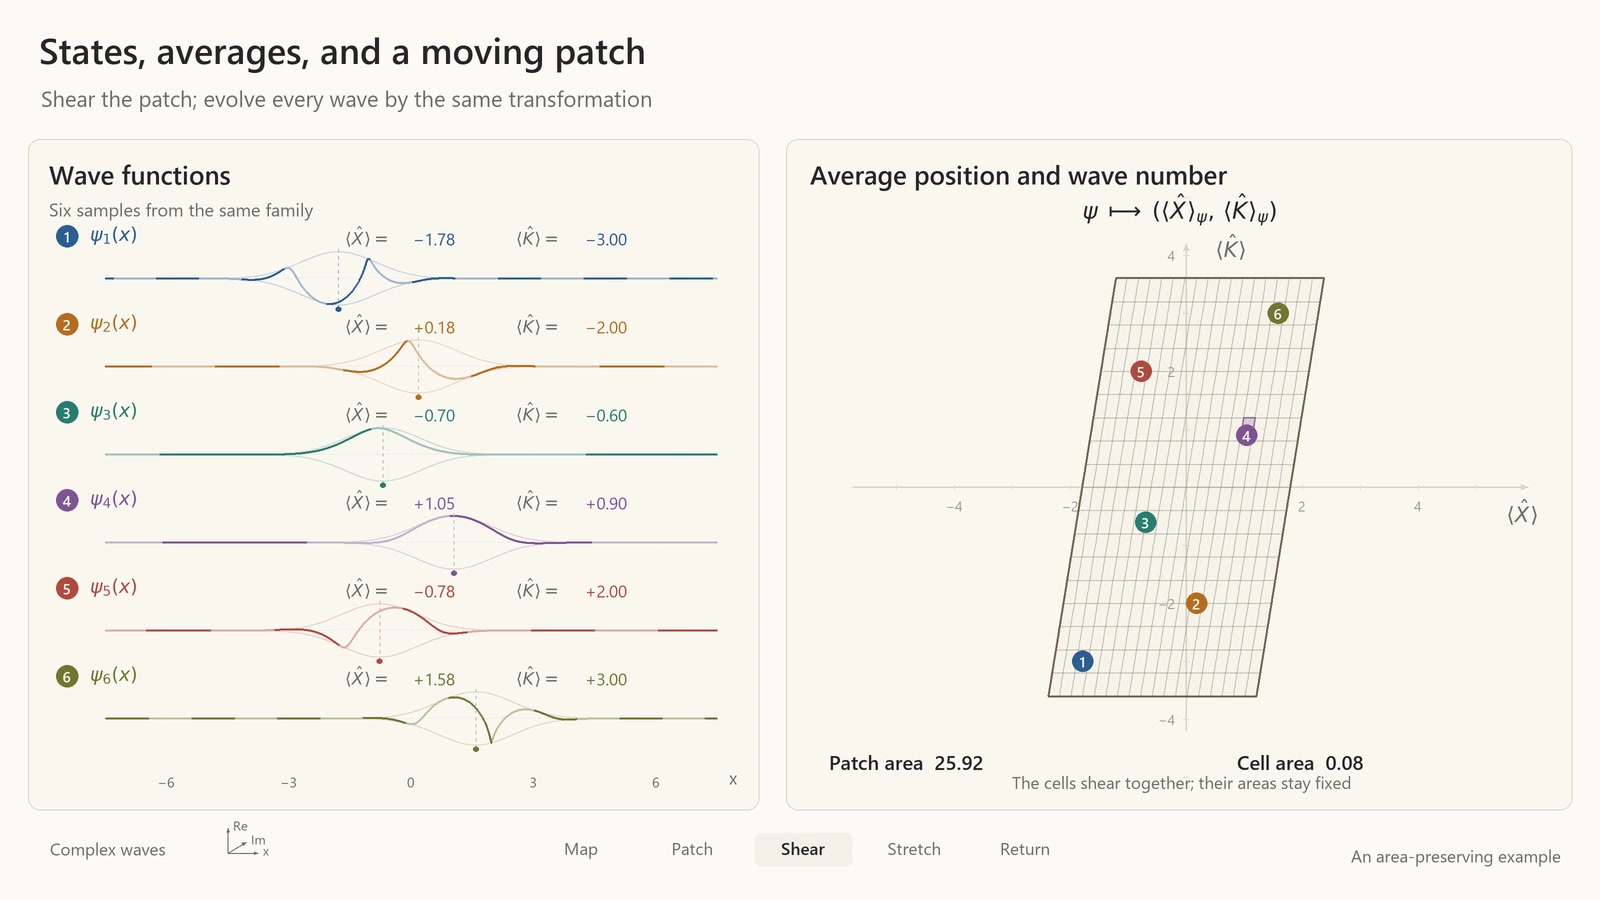 States, averages, and a moving patch
Shear the patch; evolve every wave by the same transformation
Wave functions
Six samples from the same family
1 ψ₁(x) ⟨X̂⟩ = −1.78 ⟨K̂⟩ = −3.00
2 ψ₂(x) ⟨X̂⟩ = +0.18 ⟨K̂⟩ = −2.00
3 ψ₃(x) ⟨X̂⟩ = −0.70 ⟨K̂⟩ = −0.60
4 ψ₄(x) ⟨X̂⟩ = +1.05 ⟨K̂⟩ = +0.90
5 ψ₅(x) ⟨X̂⟩ = −0.78 ⟨K̂⟩ = +2.00
6 ψ₆(x) ⟨X̂⟩ = +1.58 ⟨K̂⟩ = +3.00
−6 −3 0 3 6 x
Average position and wave number
ψ ⟼ (⟨X̂⟩ψ, ⟨K̂⟩ψ)
4 ⟨K̂⟩
6
5 2
4
−4 −2 2 4 ⟨X̂⟩
3
−2 2
1
−4
Patch area 25.92 Cell area 0.08
The cells shear together; their areas stay fixed
Complex waves Re Im x
Map Patch Shear Stretch Return
An area-preserving example